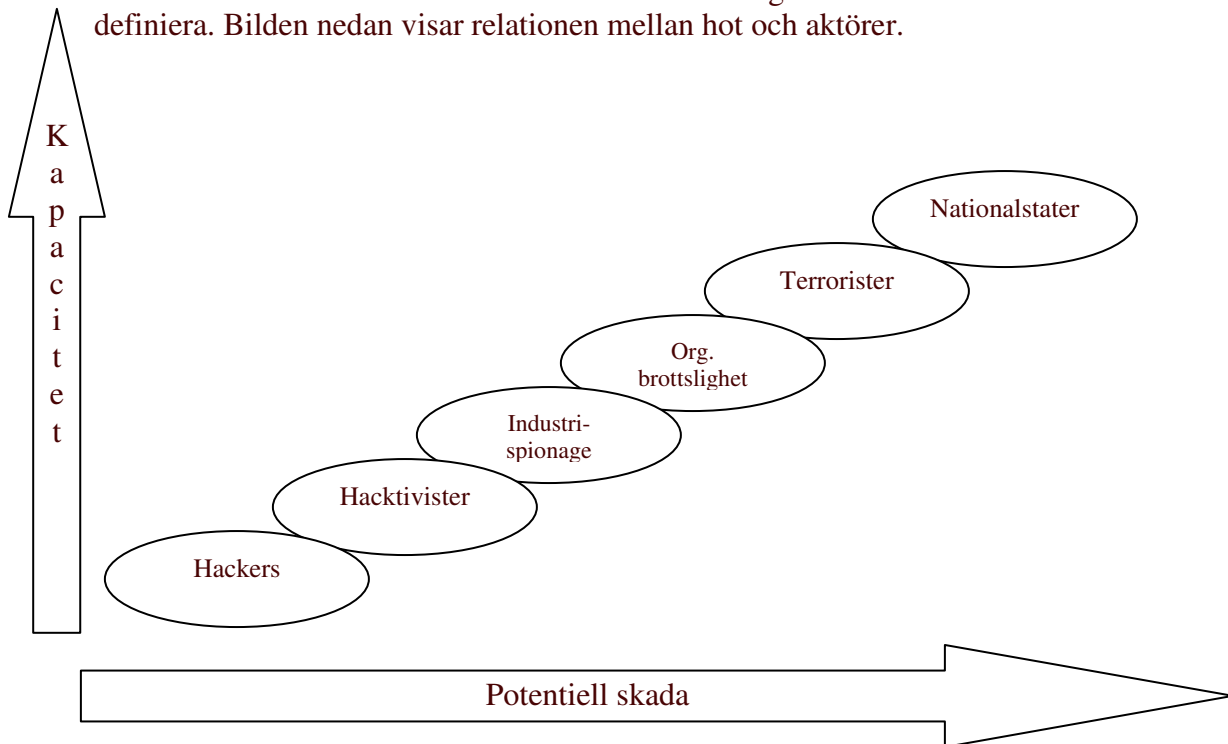 definiera. Bilden nedan visar relationen mellan hot och aktörer.
Kapacitet
Nationalstater
Terrorister
Org.
brottslighet
Industri-
spionage
Hacktivister
Hackers
Potentiell skada